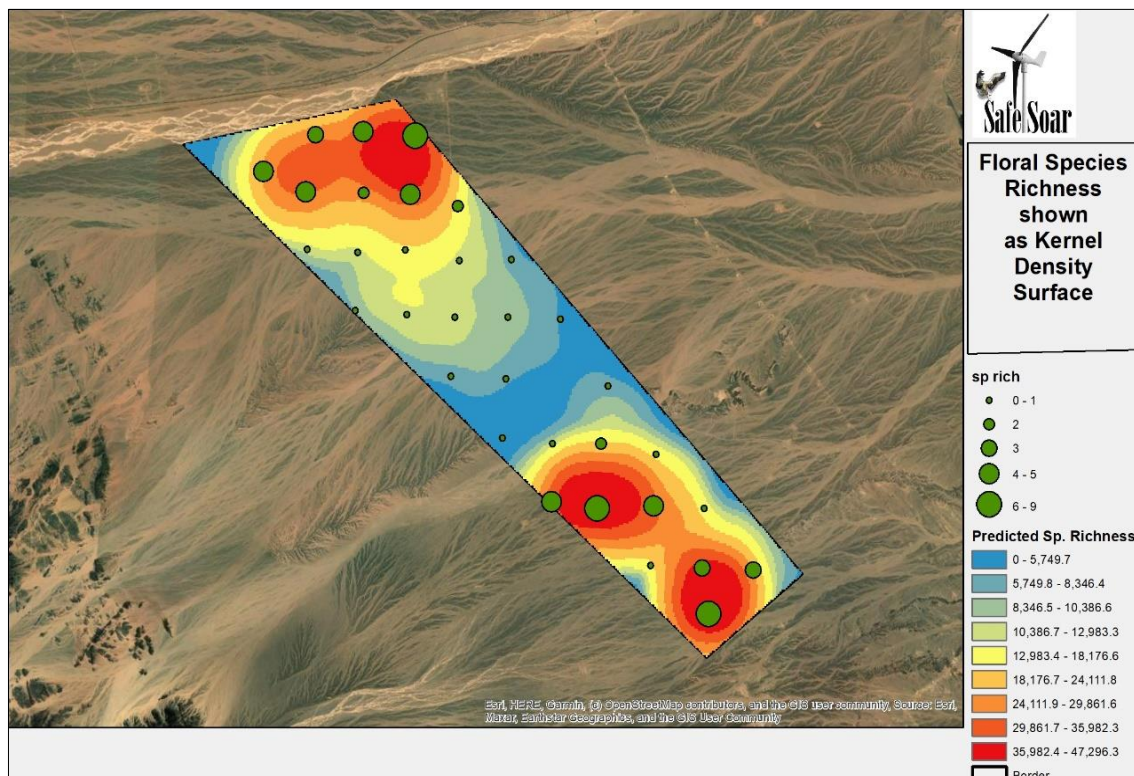 Safe Soar
Floral Species
Richness
shown
as Kernel
Density
Surface
sp rich
0 - 1
2
3
4 - 5
6 - 9
Predicted Sp. Richness
0 - 5,749.7
5,749.8 - 8,346.4
8,346.5 - 10,386.6
10,386.7 - 12,983.3
12,983.4 - 18,176.6
18,176.7 - 24,111.8
24,111.9 - 29,861.6
29,861.7 - 35,982.3
35,982.4 - 47,296.3
Border
Esri, HERE, Garmin, (c) OpenStreetMap contributors, and the GIS user community, Source: Esri,
Maxar, Earthstar Geographics, and the GIS User Community